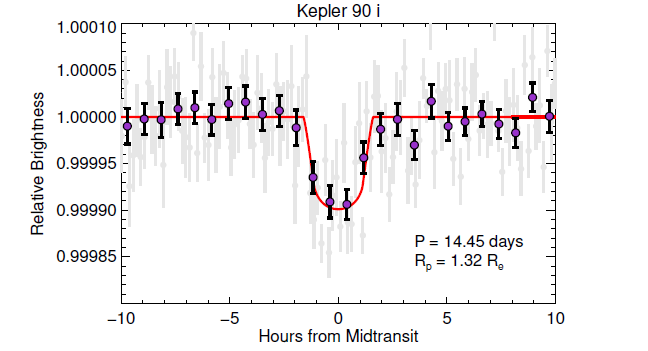 Kepler 90 i
1.00010
1.00005
1.00000
0.99995
0.99990
0.99985
Relative Brightness
P = 14.45 days
Rp = 1.32 Re
−10
−5
0
5
10
Hours from Midtransit